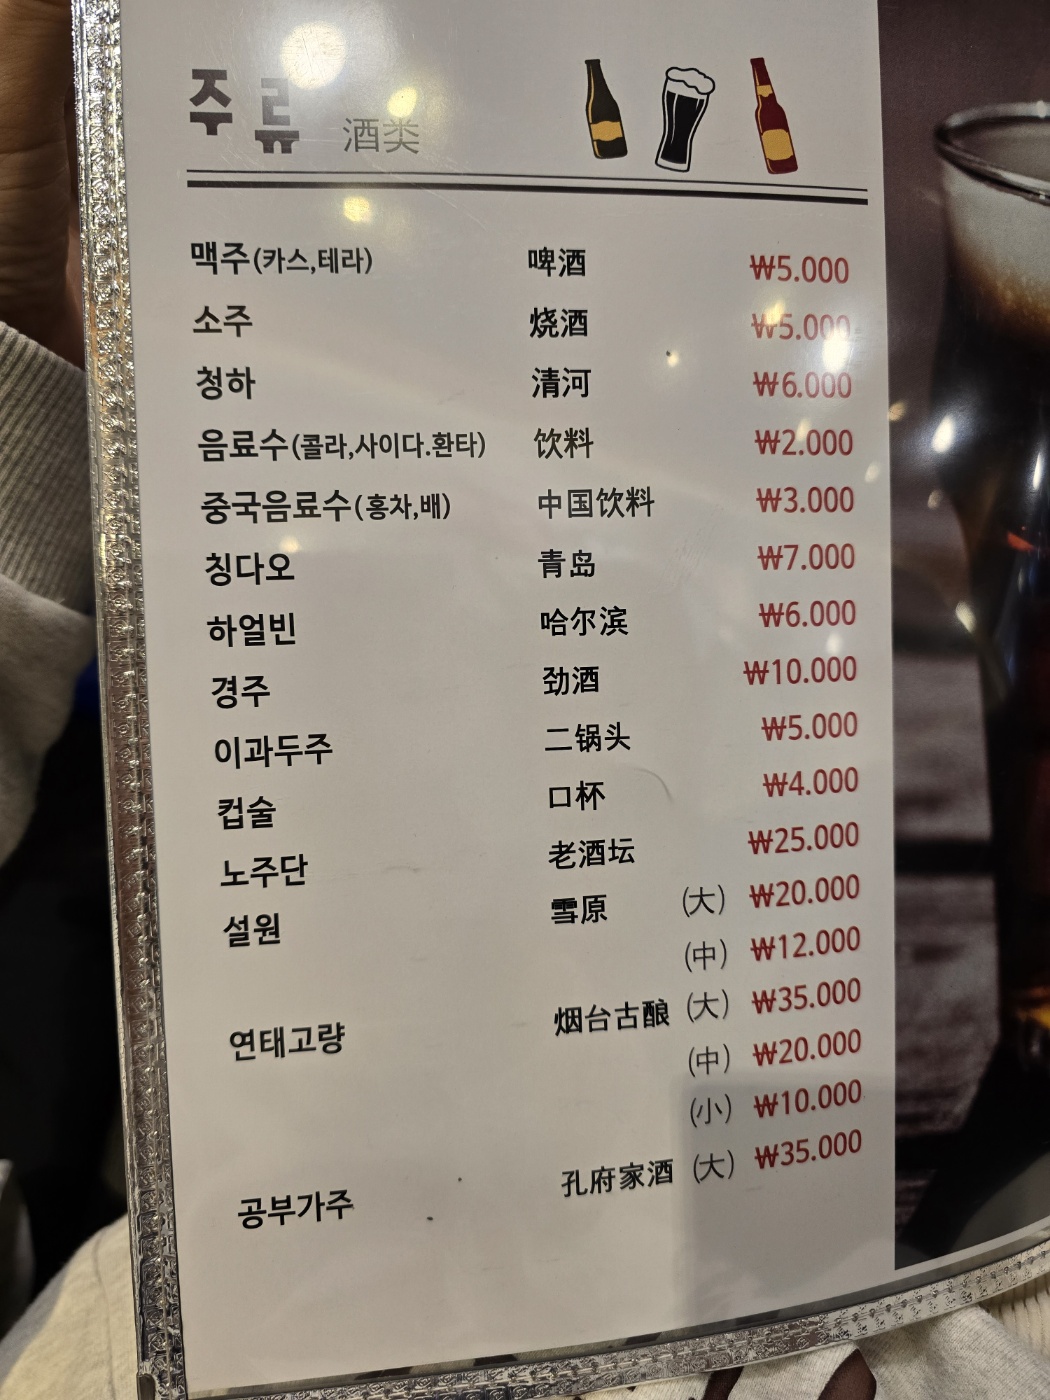 주류 酒类
맥주(카스,테라) 啤酒 ₩5.000
소주 烧酒 ₩5.000
청하 清河 ₩6.000
음료수(콜라,사이다.환타) 饮料 ₩2.000
중국음료수(홍차,배) 中国饮料 ₩3.000
칭다오 青岛 ₩7.000
하얼빈 哈尔滨 ₩6.000
경주 劲酒 ₩10.000
이과두주 二锅头 ₩5.000
컵술 口杯 ₩4.000
노주단 老酒坛 ₩25.000
설원 雪原 (大) ₩20.000
(中) ₩12.000
연태고량 烟台古酿 (大) ₩35.000
(中) ₩20.000
(小) ₩10.000
공부가주 孔府家酒 (大) ₩35.000